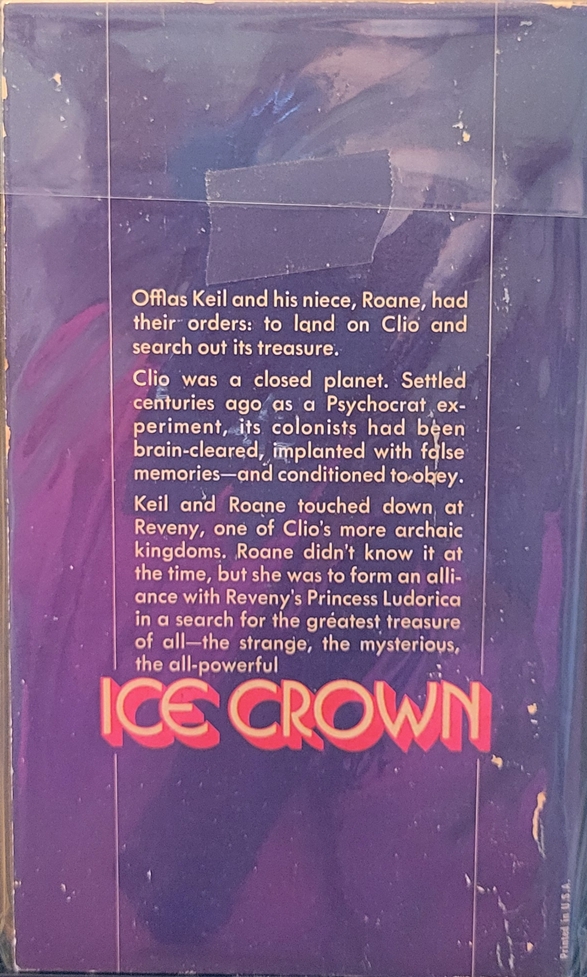 Offlas Keil and his niece, Roane, had
their orders: to land on Clio and
search out its treasure.
Clio was a closed planet. Settled
centuries ago as a Psychocrat ex-
periment, its colonists had been
brain-cleared, implanted with false
memories—and conditioned to obey.
Keil and Roane touched down at
Reveny, one of Clio's more archaic
kingdoms. Roane didn't know it at
the time, but she was to form an alli-
ance with Reveny's Princess Ludorica
in a search for the greatest treasure
of all—the strange, the mysterious,
the all-powerful
ICE CROWN
Printed in U.S.A.